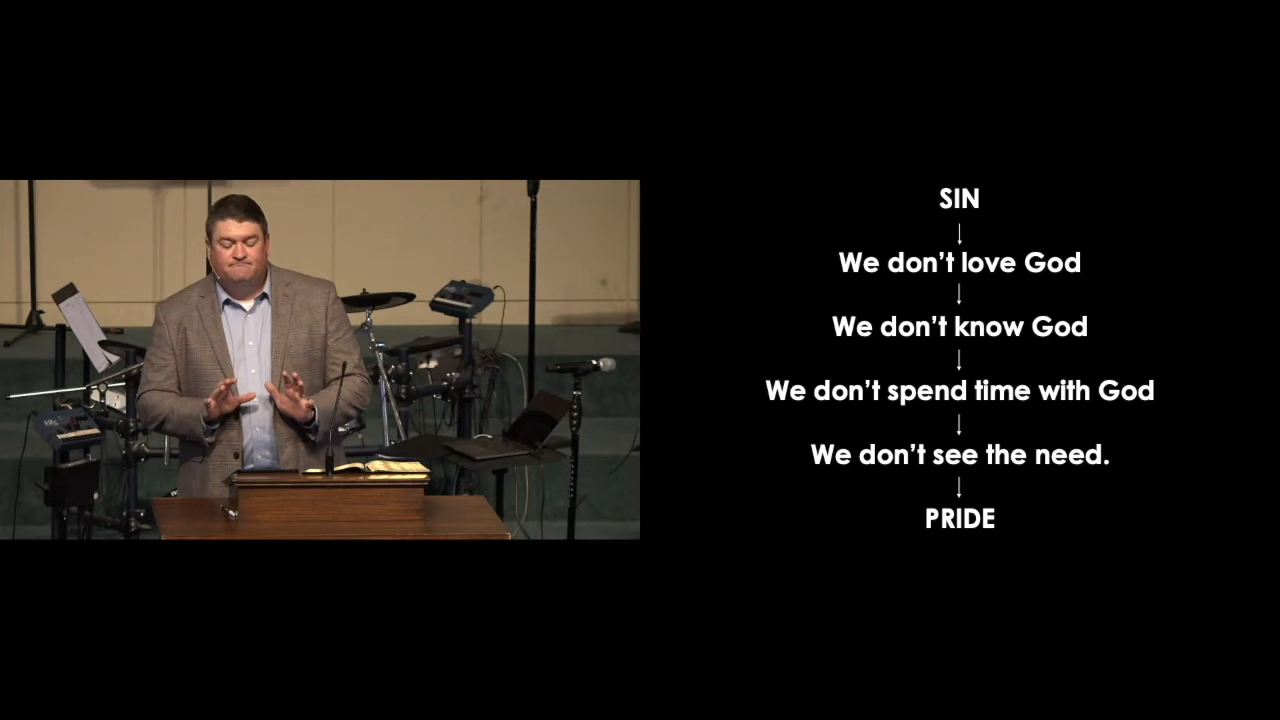 SIN
We don't love God
We don't know God
We don't spend time with God
We don't see the need.
PRIDE